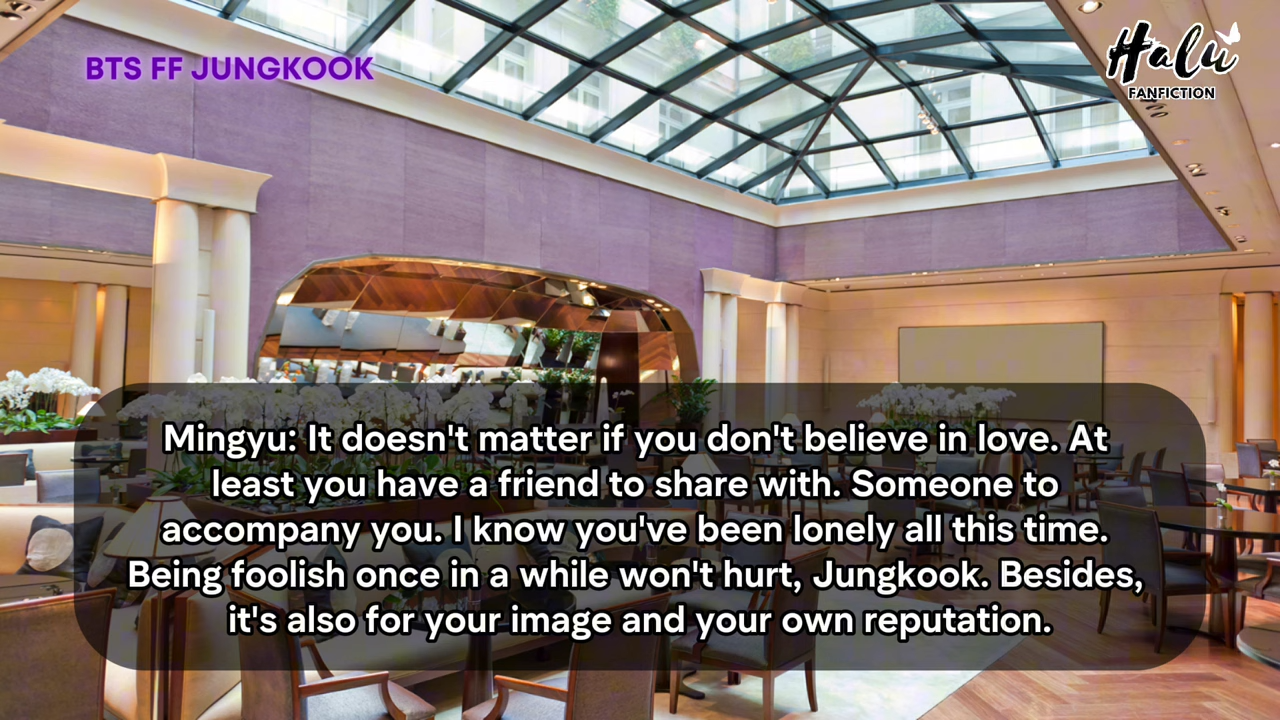 BTS FF JUNGKOOK
Halu
FANFICTION
Mingyu: It doesn't matter if you don't believe in love. At
least you have a friend to share with. Someone to
accompany you. I know you've been lonely all this time.
Being foolish once in a while won't hurt, Jungkook. Besides,
it's also for your image and your own reputation.